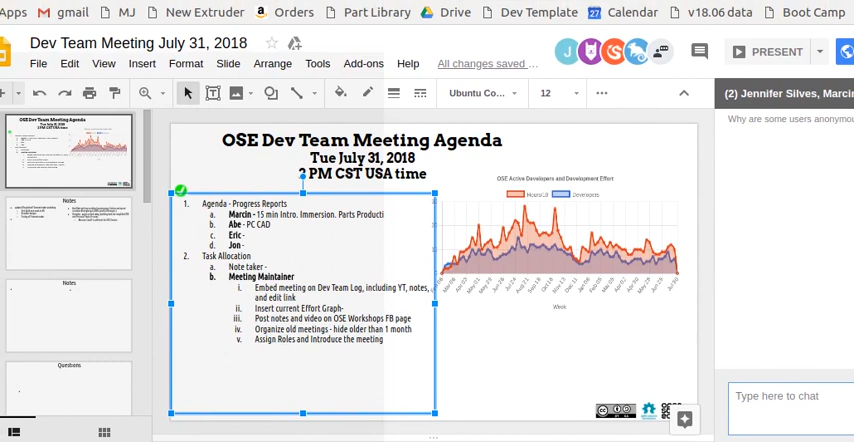 Apps gmail MJ New Extruder Orders Part Library Drive Dev Template Calendar v18.06 data Boot Camp
Dev Team Meeting July 31, 2018
File Edit View Insert Format Slide Arrange Tools Add-ons Help All changes saved …
PRESENT
Ubuntu Co… 12
(2) Jennifer Silves, Marcin
Why are some users anonymou
OSE Dev Team Meeting Agenda
Tue July 31, 2018
2 PM CST USA time
1. Agenda - Progress Reports
a. Marcin - 15 min Intro. Immersion. Parts Producti
b. Abe - PC CAD
c. Eric -
d. Jon -
2. Task Allocation
a. Note taker -
b. Meeting Maintainer
i. Embed meeting on Dev Team Log, including YT, notes,
and edit link
ii. Insert current Effort Graph-
iii. Post notes and video on OSE Workshops FB page
iv. Organize old meetings - hide older than 1 month
v. Assign Roles and Introduce the meeting
OSE Active Developers and Development Effort
Hours/10 Developers
Week
Notes
Notes
Questions
Type here to chat